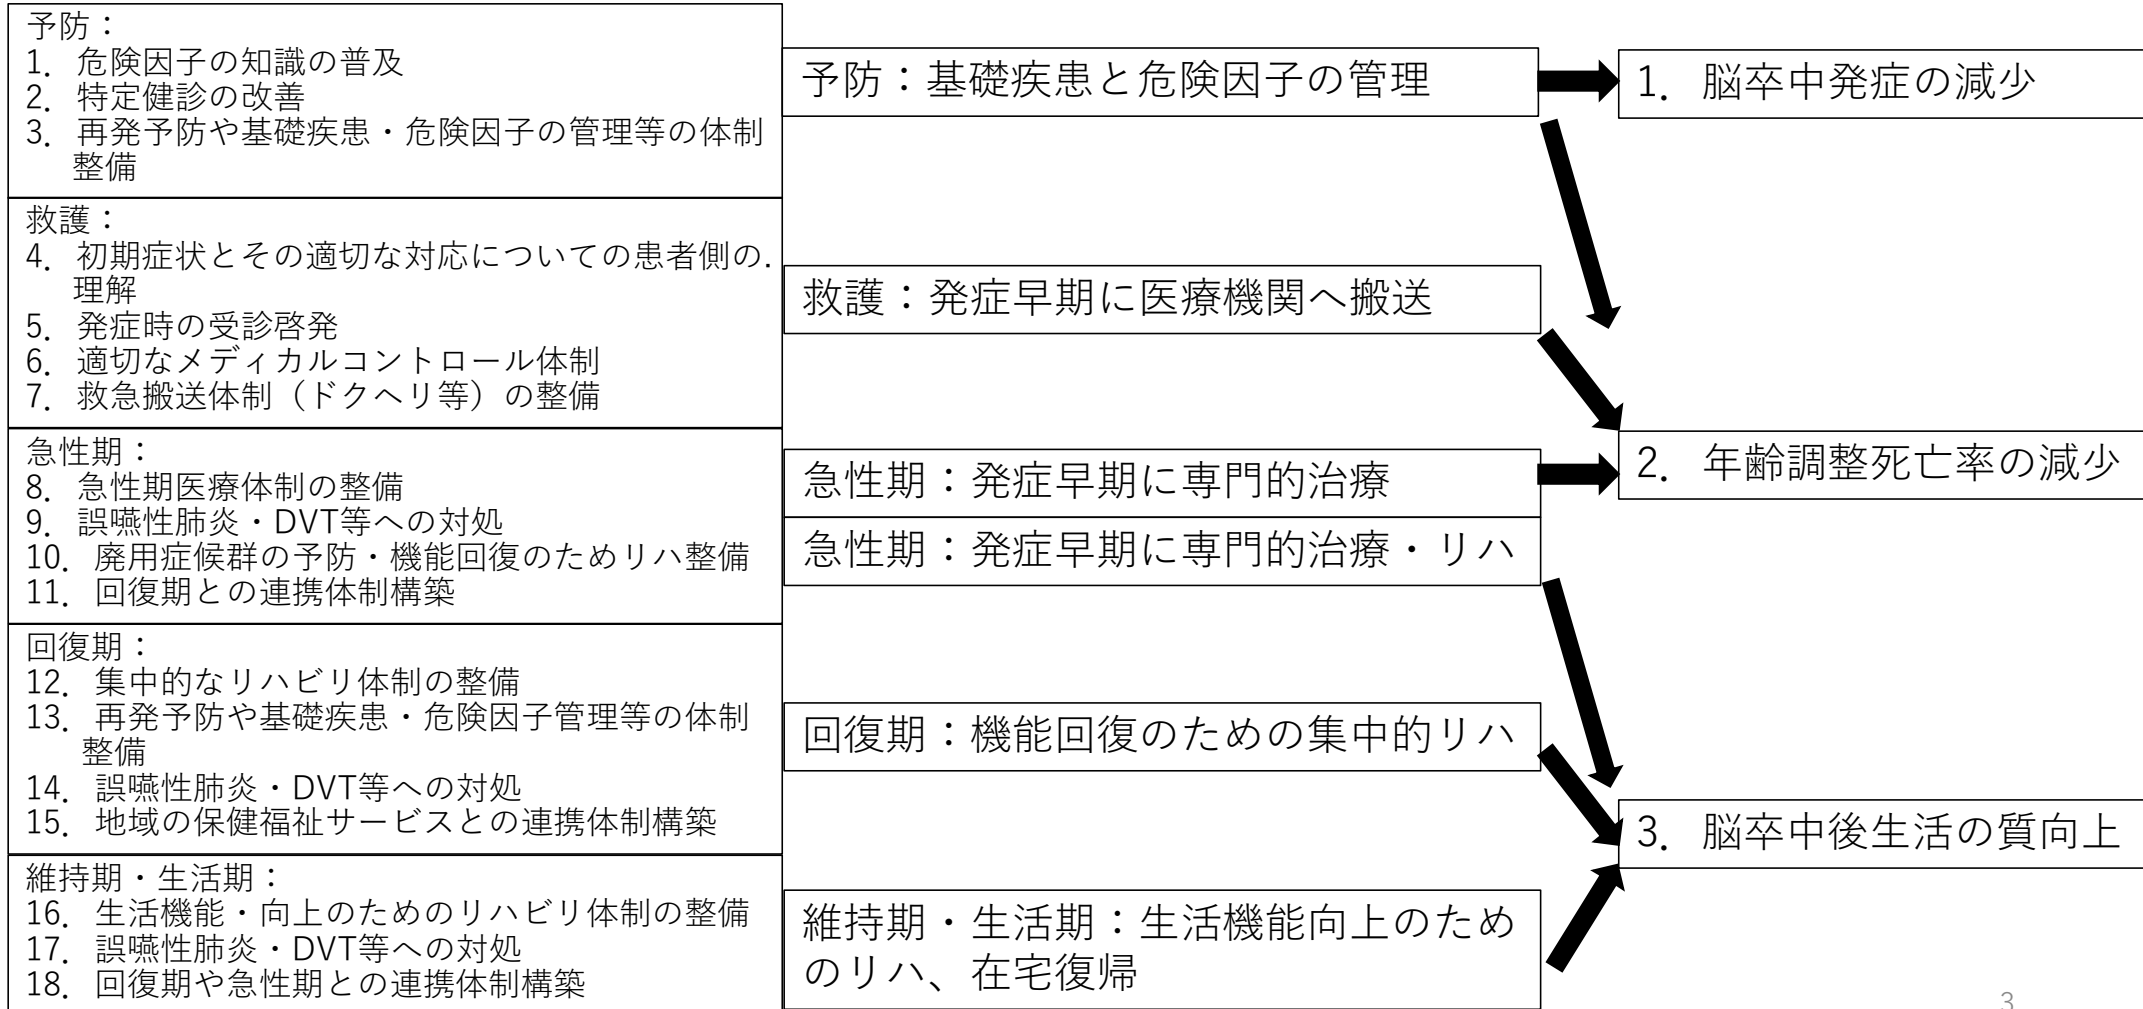 予防：
1. 危険因子の知識の普及
2. 特定健診の改善
3. 再発予防や基礎疾患・危険因子の管理等の体制
整備
救護：
4. 初期症状とその適切な対応についての患者側の.
理解
5. 発症時の受診啓発
6. 適切なメディカルコントロール体制
7. 救急搬送体制（ドクヘリ等）の整備
急性期：
8. 急性期医療体制の整備
9. 誤嚥性肺炎・DVT等への対処
10. 廃用症候群の予防・機能回復のためリハ整備
11. 回復期との連携体制構築
回復期：
12. 集中的なリハビリ体制の整備
13. 再発予防や基礎疾患・危険因子管理等の体制
整備
14. 誤嚥性肺炎・DVT等への対処
15. 地域の保健福祉サービスとの連携体制構築
維持期・生活期：
16. 生活機能・向上のためのリハビリ体制の整備
17. 誤嚥性肺炎・DVT等への対処
18. 回復期や急性期との連携体制構築
予防：基礎疾患と危険因子の管理
救護：発症早期に医療機関へ搬送
急性期：発症早期に専門的治療
急性期：発症早期に専門的治療・リハ
回復期：機能回復のための集中的リハ
維持期・生活期：生活機能向上のため
のリハ、在宅復帰
1. 脳卒中発症の減少
2. 年齢調整死亡率の減少
3. 脳卒中後生活の質向上
3